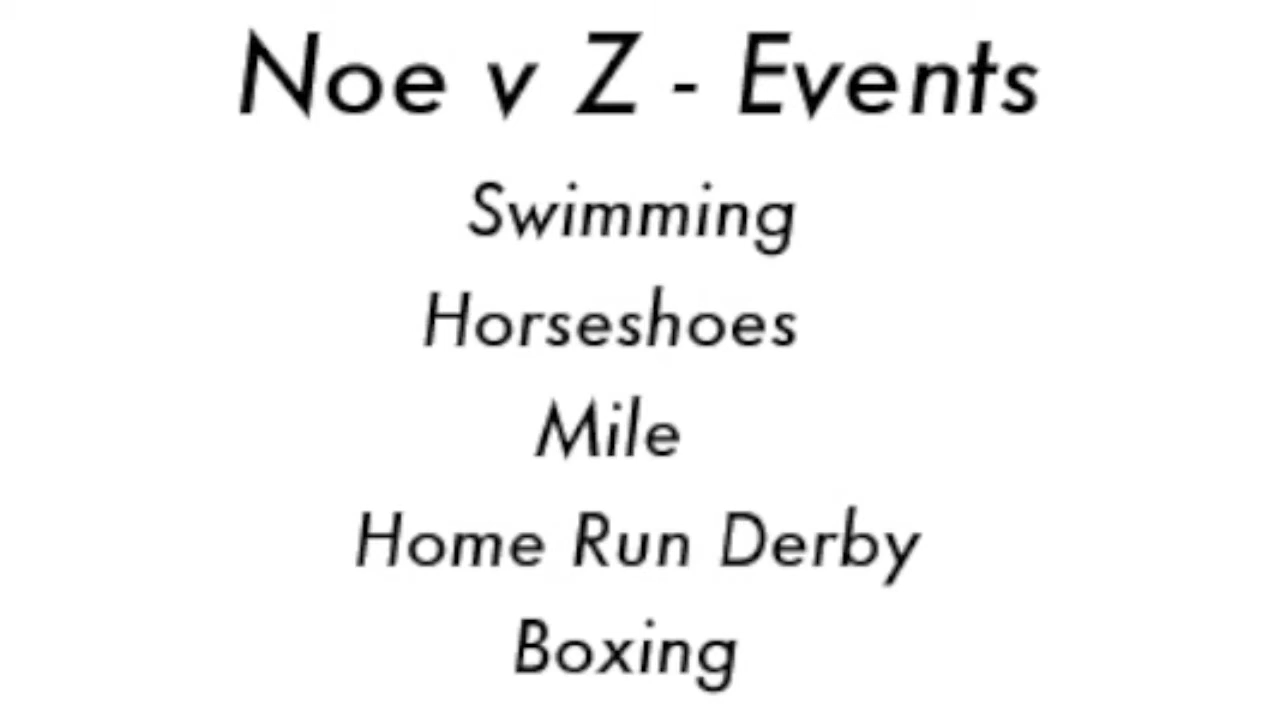 Noe v Z - Events
Swimming
Horseshoes
Mile
Home Run Derby
Boxing